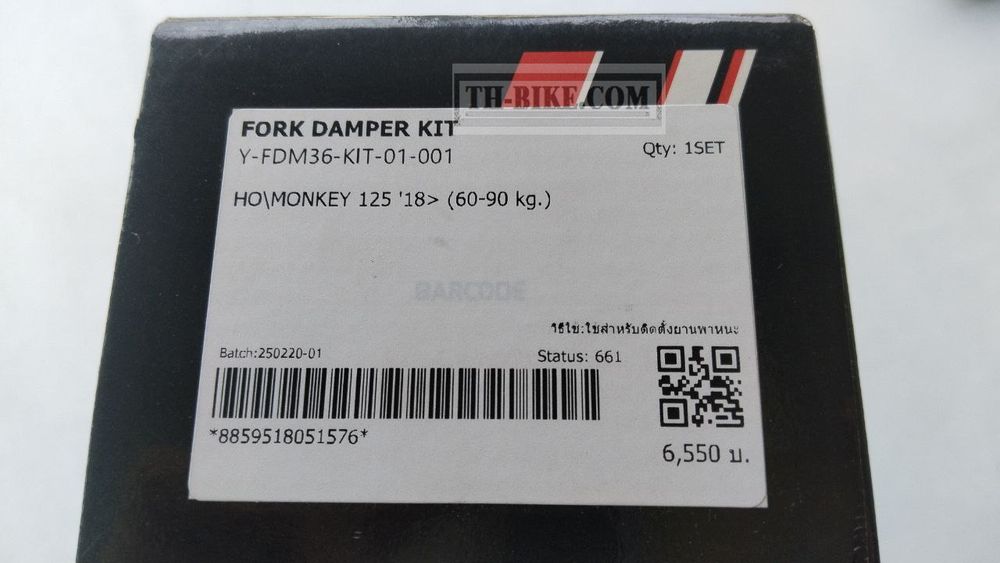 TH-BIKE.COM
FORK DAMPER KIT
Y-FDM36-KIT-01-001
Qty: 1SET
HO\MONKEY 125 '18> (60-90 kg.)
BARCODE
วิธีใช้:ใช้สำหรับติดตั้งยานพาหนะ
Batch:250220-01
Status: 661
*8859518051576*
6,550 บ.